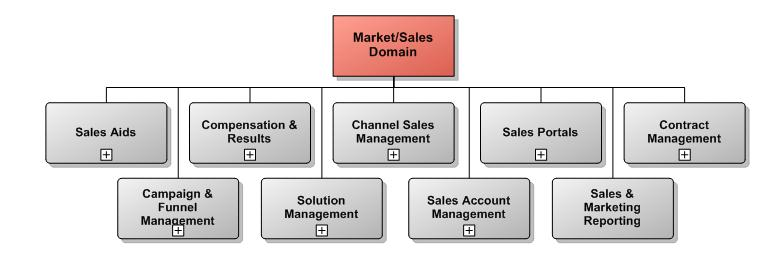 Market/Sales
Domain
Sales Aids
Compensation &
Results
Channel Sales
Management
Sales Portals
Contract
Management
Campaign &
Funnel
Management
Solution
Management
Sales Account
Management
Sales &
Marketing
Reporting